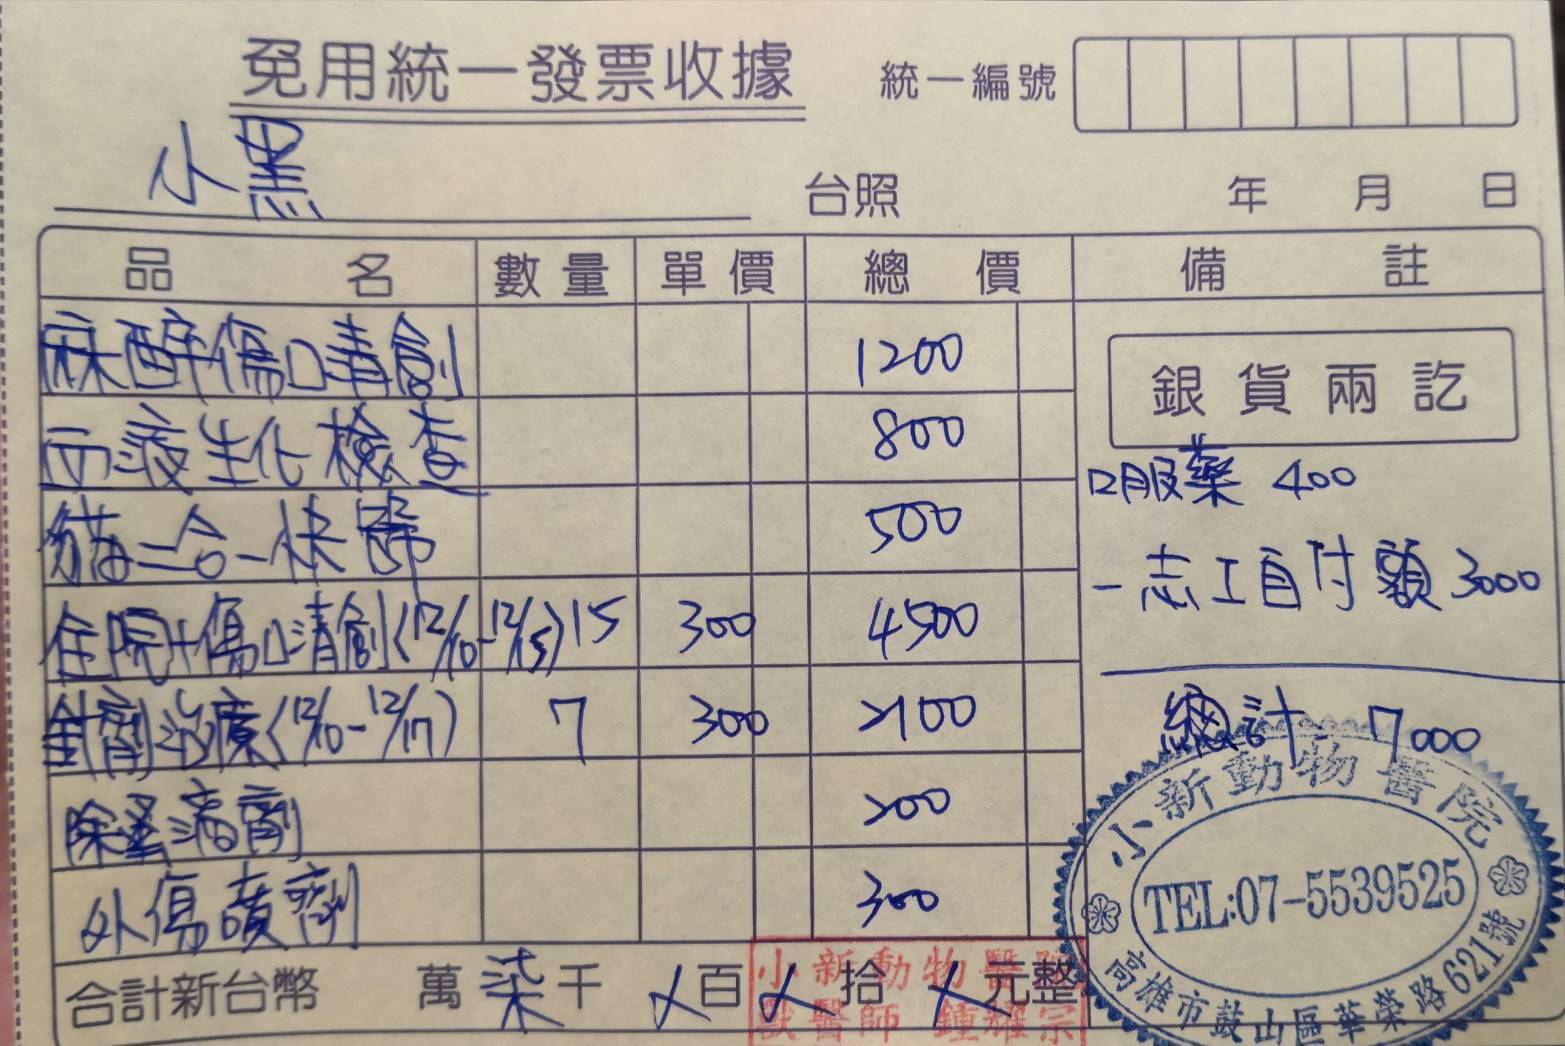 免用統一發票收據
統一編號
小黑 台照
年 月 日
品名 數量 單價 總價 備註
麻醉傷口清創 1200
血液生化檢查 800
貓二合一快篩 500
住院+傷口清創(12/10-12/15) 15 300 4500
針劑治療(12/10-12/17) 7 300 2100
除蚤滴劑 200
外傷噴劑 300
合計新台幣 萬 柒 千 百 拾 元整
銀貨兩訖
口服藥 400
-志工自付額 3000
總計 7000
小新動物醫院
TEL:07-5539525
高雄市鼓山區華榮路621號
小新動物醫院
獸醫師 鍾耀宗